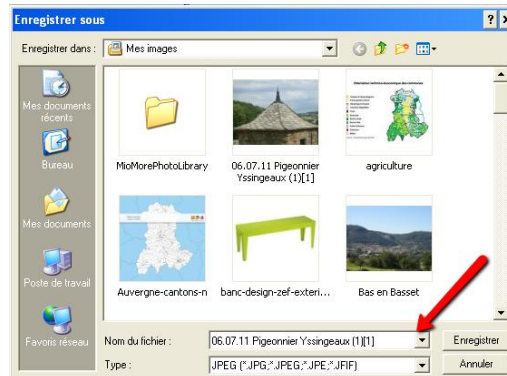 Enregistrer sous
Enregistrer dans :
Mes images
Mes documents
récents
Bureau
Mes documents
Poste de travail
Favoris réseau
MioMorePhotoLibrary
06.07.11 Pigeonnier
Yssingeaux (1)[1]
agriculture
Auvergne-cantons-n
banc-design-zef-exteri...
Bas en Basset
Nom du fichier :
06.07.11 Pigeonnier Yssingeaux (1)[1]
Enregistrer
Type :
JPEG (*.JPG;*.JPEG;*.JPE;*.JFIF)
Annuler